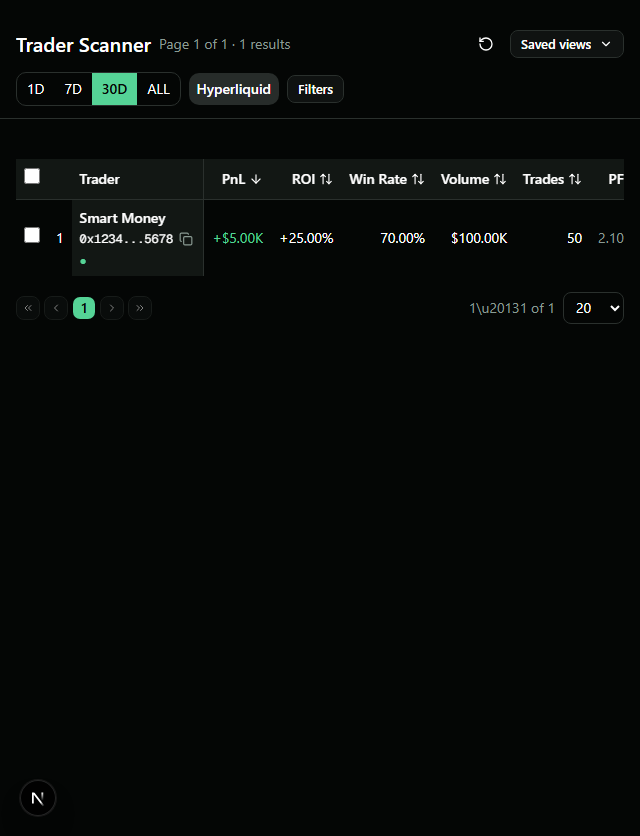 Trader Scanner Page 1 of 1 · 1 results Saved views
1D 7D 30D ALL Hyperliquid Filters
Trader PnL ↓ ROI ↑↓ Win Rate ↑↓ Volume ↑↓ Trades ↑↓ PF
Smart Money
1 0x1234...5678 +$5.00K +25.00% 70.00% $100.00K 50 2.10
« ‹ 1 › » 1\u20131 of 1 20
N